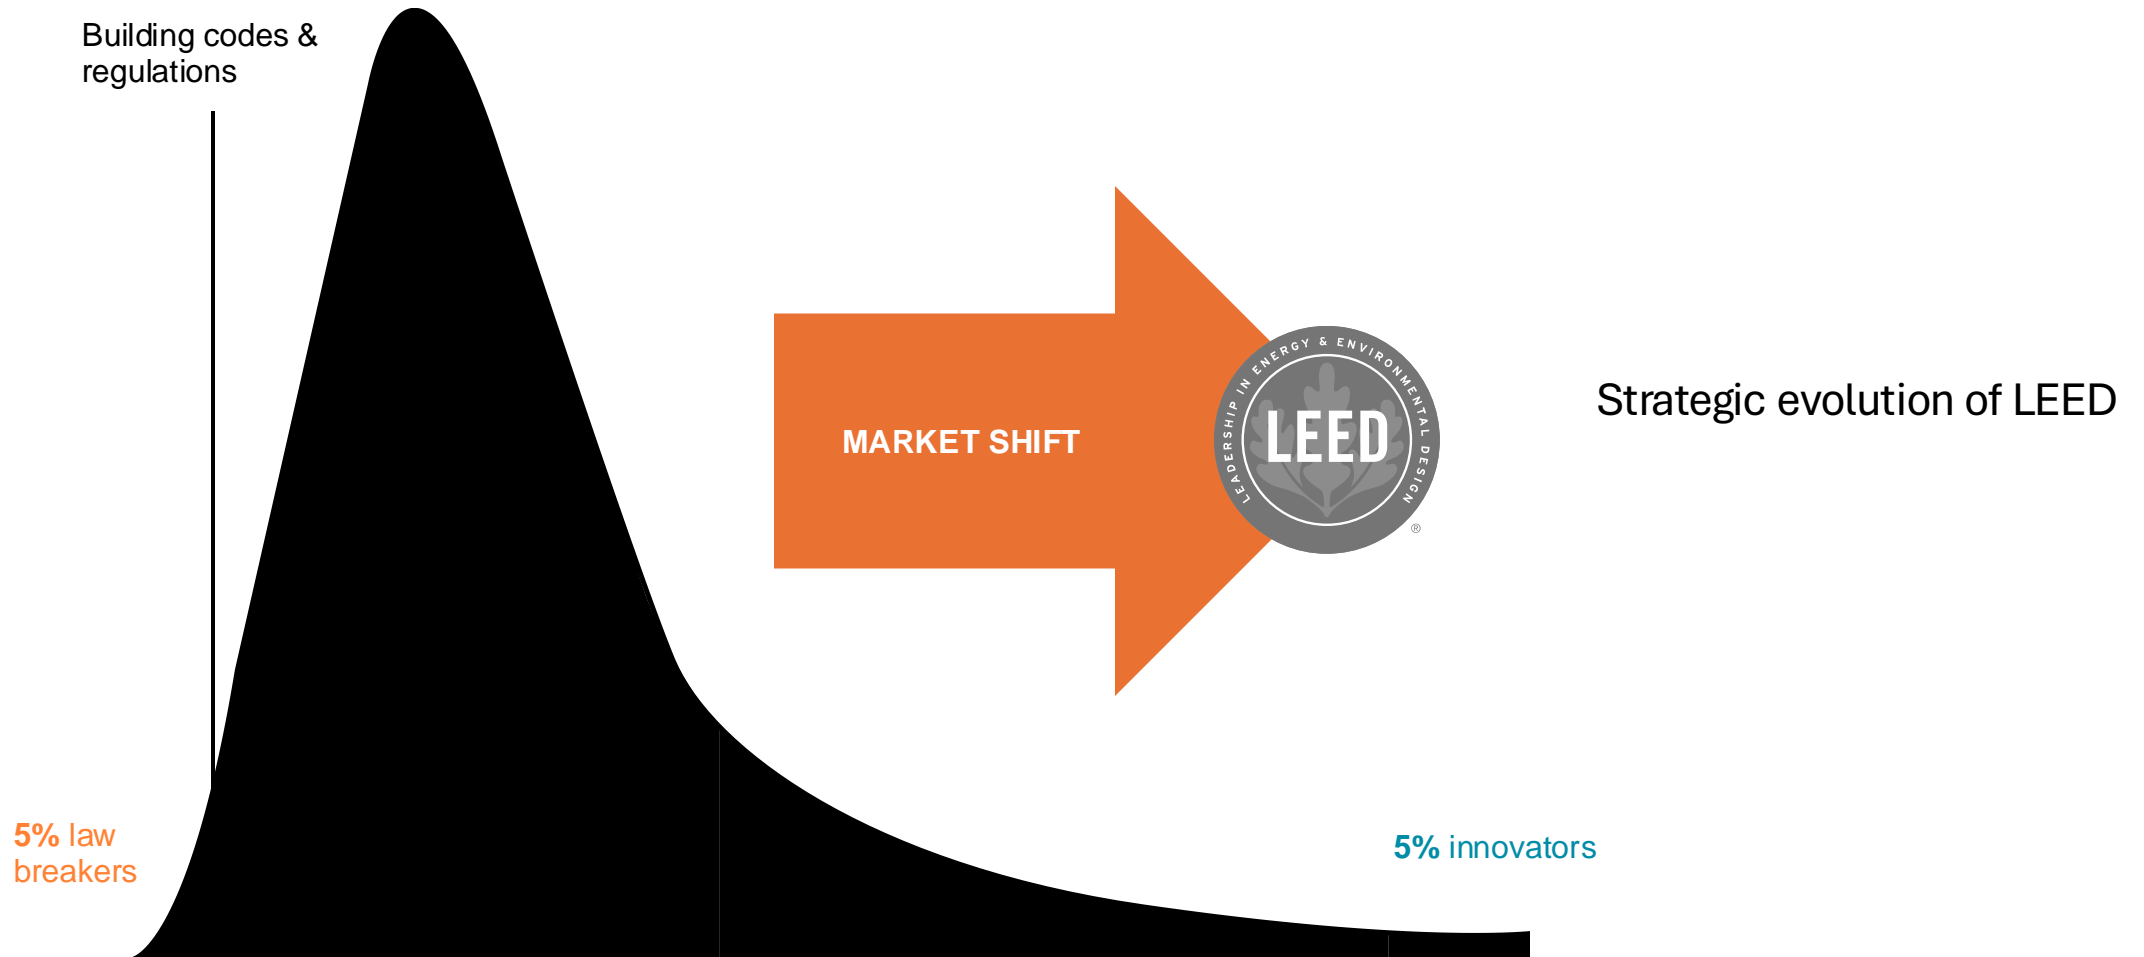 Building codes &
regulations
MARKET SHIFT
LEADERSHIP IN ENERGY & ENVIRONMENTAL DESIGN
LEED
®
Strategic evolution of LEED
5% law
breakers
5% innovators